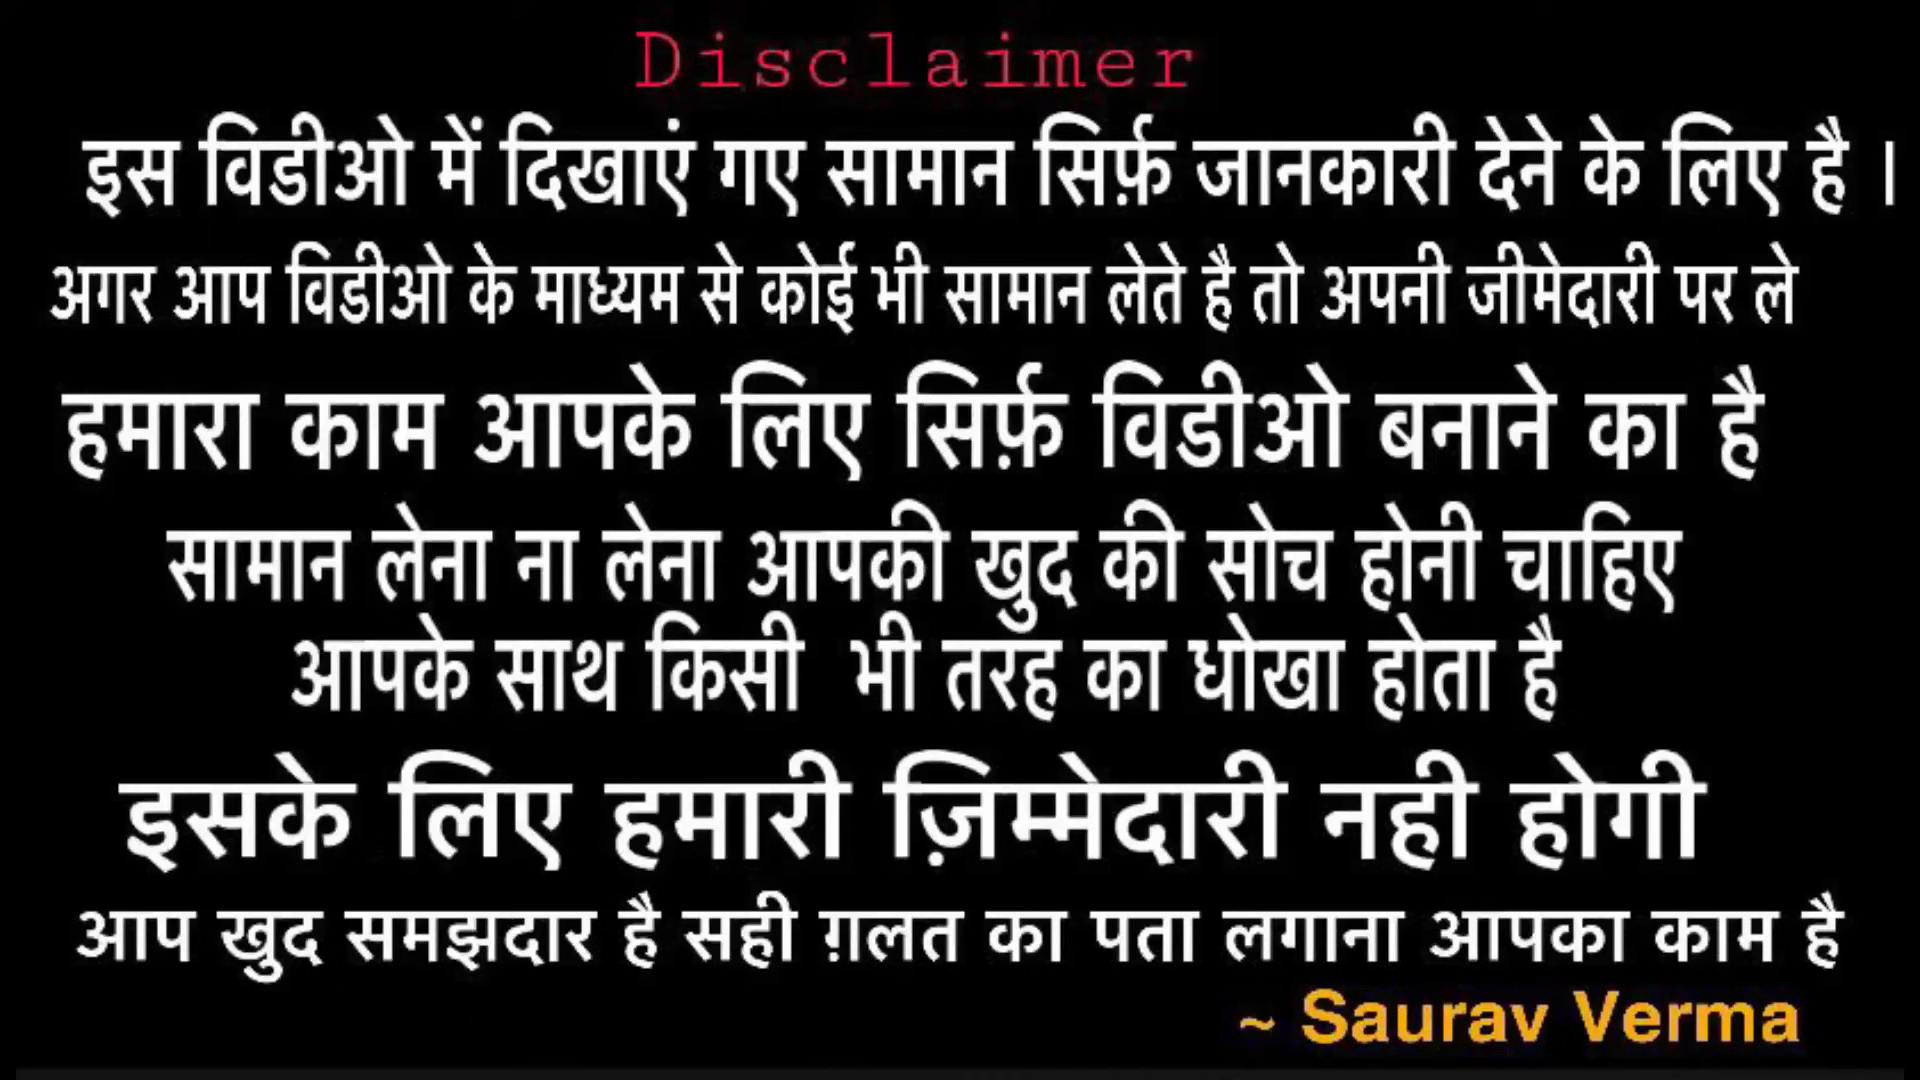 Disclaimer
इस विडीओ में दिखाएं गए सामान सिर्फ़ जानकारी देने के लिए है ।
अगर आप विडीओ के माध्यम से कोई भी सामान लेते है तो अपनी जीमेदारी पर ले
हमारा काम आपके लिए सिर्फ़ विडीओ बनाने का है
सामान लेना ना लेना आपकी खुद की सोच होनी चाहिए
आपके साथ किसी भी तरह का धोखा होता है
इसके लिए हमारी ज़िम्मेदारी नही होगी
आप खुद समझदार है सही ग़लत का पता लगाना आपका काम है
~ Saurav Verma